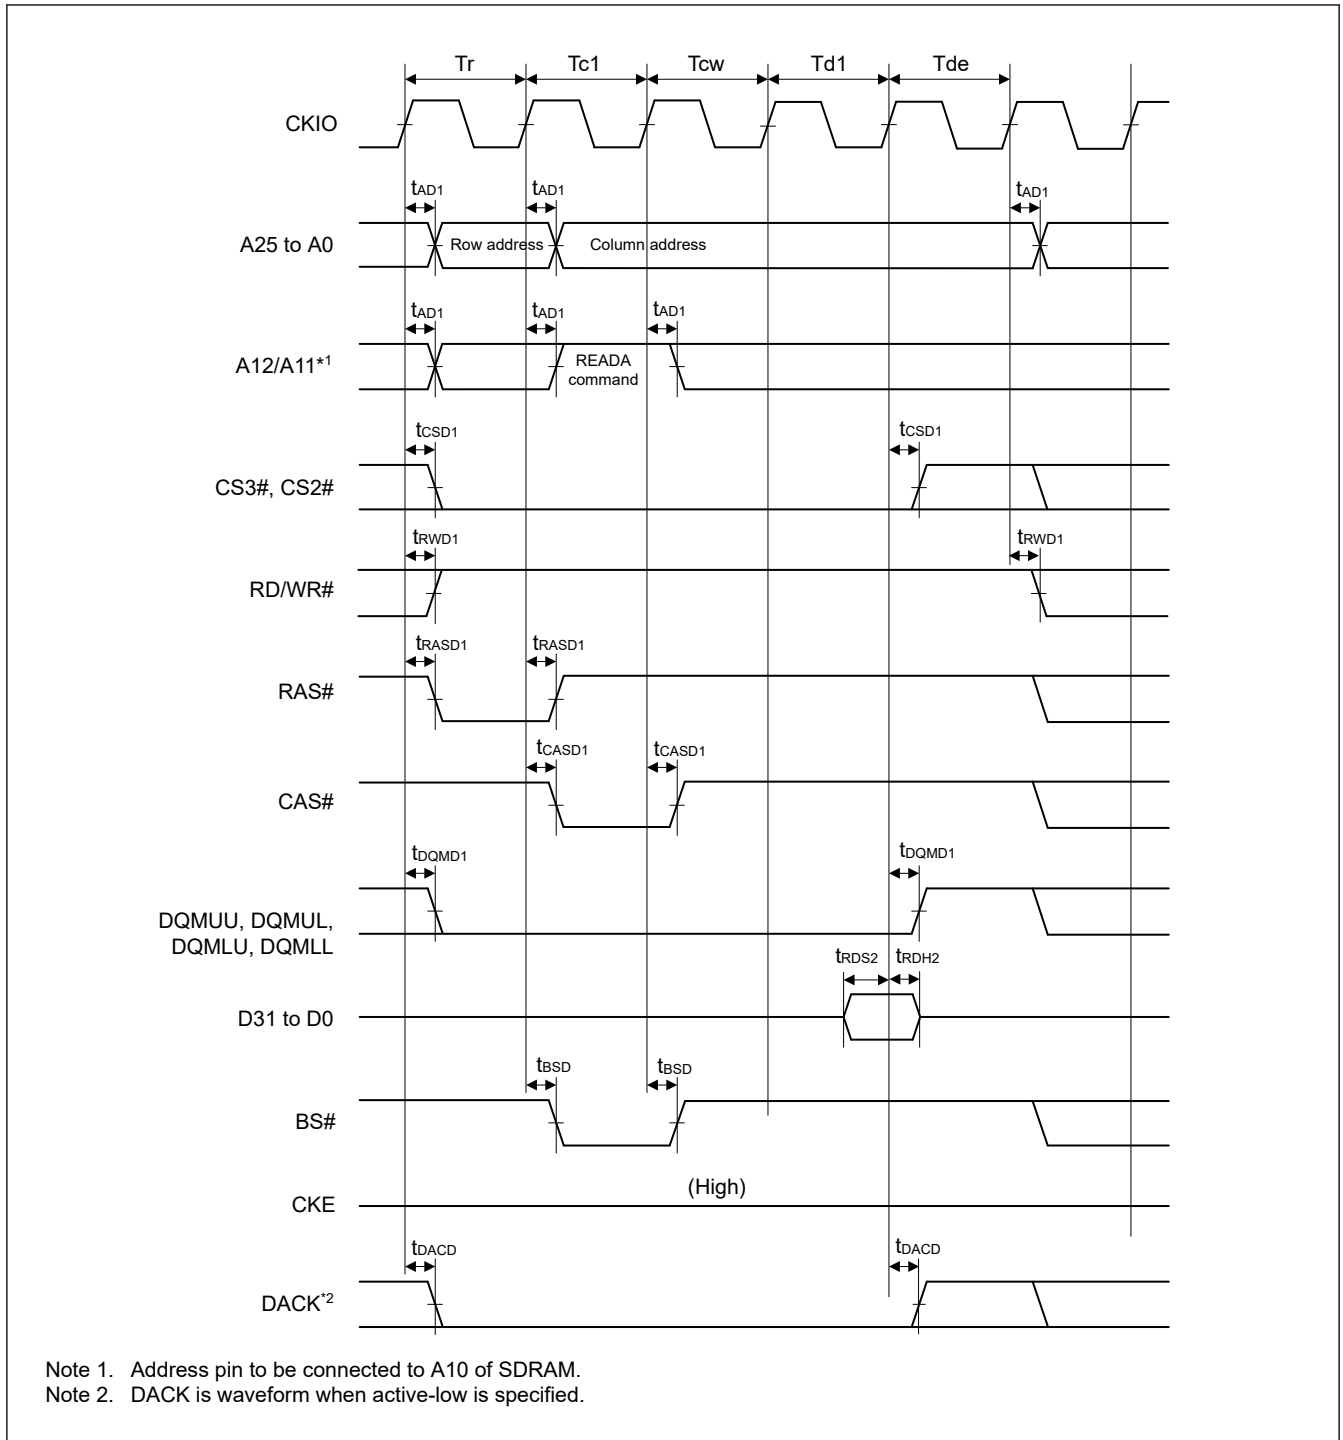 Tr Tc1 Tcw Td1 Tde
CKIO
tAD1 tAD1 tAD1
A25 to A0 Row address Column address
tAD1 tAD1 tAD1
A12/A11*1 READA
command
tCSD1 tCSD1
CS3#, CS2#
tRWD1 tRWD1
RD/WR#
tRASD1 tRASD1
RAS#
tCASD1 tCASD1
CAS#
tDQMD1 tDQMD1
DQMUU, DQMUL,
DQMLU, DQMLL
tRDS2 tRDH2
D31 to D0
tBSD tBSD
BS#
(High)
CKE
tDACD tDACD
DACK*2
Note 1. Address pin to be connected to A10 of SDRAM.
Note 2. DACK is waveform when active-low is specified.